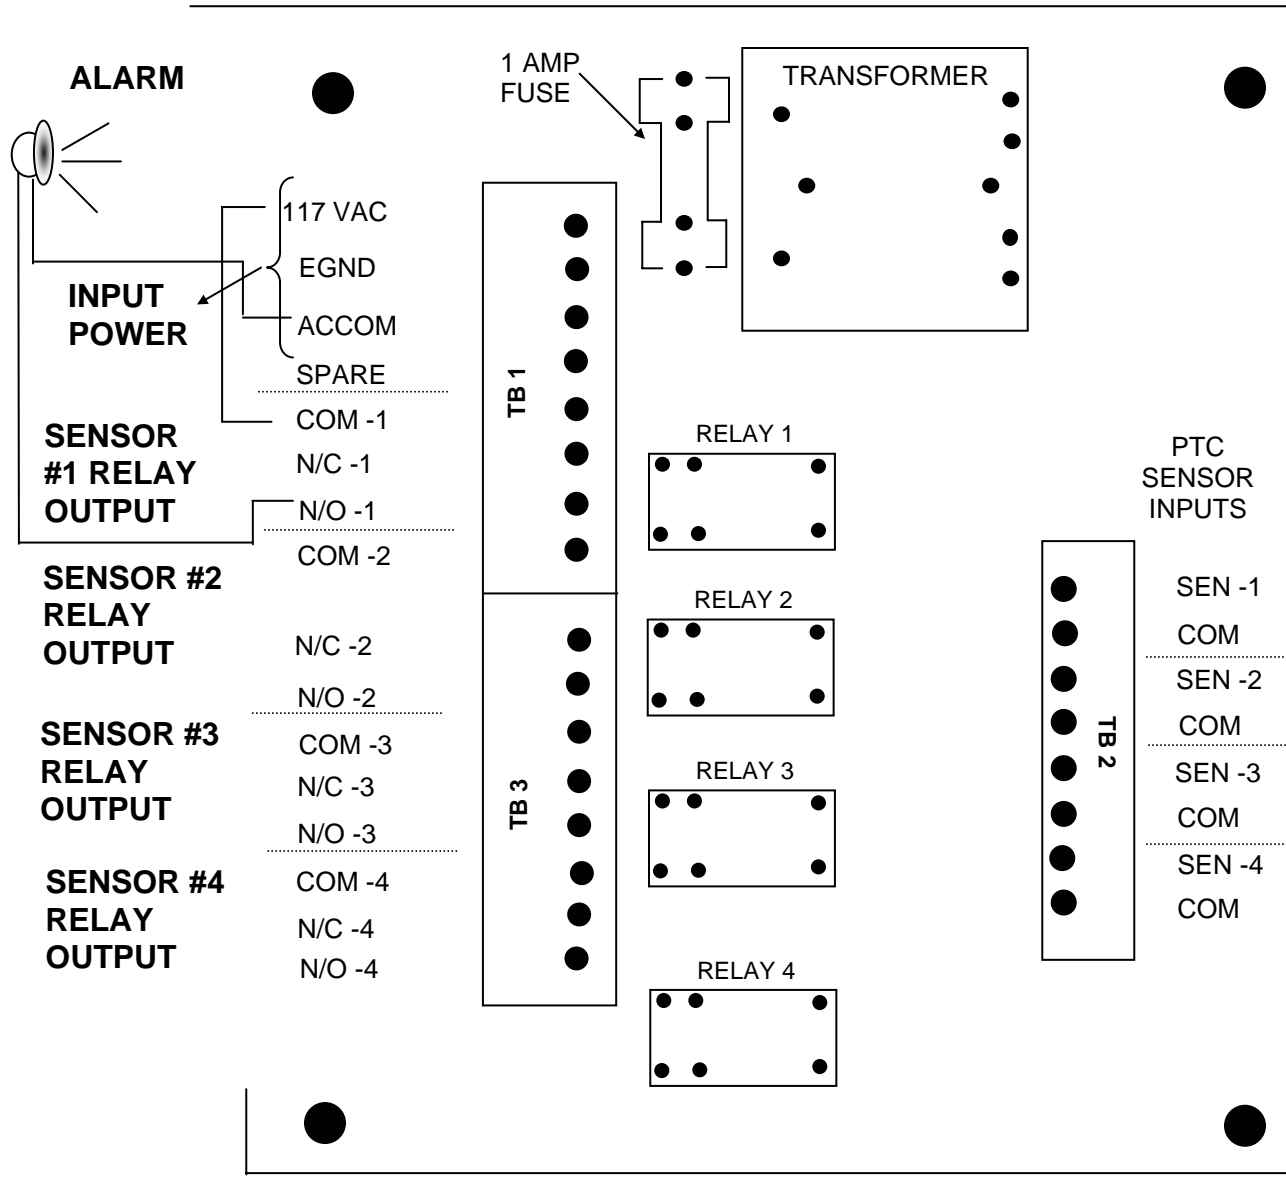 ALARM
1 AMP
FUSE
TRANSFORMER
117 VAC
EGND
INPUT
POWER
ACCOM
SPARE
TB 1
COM -1
SENSOR
#1 RELAY
OUTPUT
N/C -1
N/O -1
RELAY 1
PTC
SENSOR
INPUTS
COM -2
SENSOR #2
RELAY
OUTPUT
N/C -2
N/O -2
RELAY 2
SEN -1
COM
SEN -2
COM
TB 2
SENSOR #3
RELAY
OUTPUT
COM -3
N/C -3
N/O -3
TB 3
RELAY 3
SEN -3
COM
SEN -4
COM
SENSOR #4
RELAY
OUTPUT
COM -4
N/C -4
N/O -4
RELAY 4